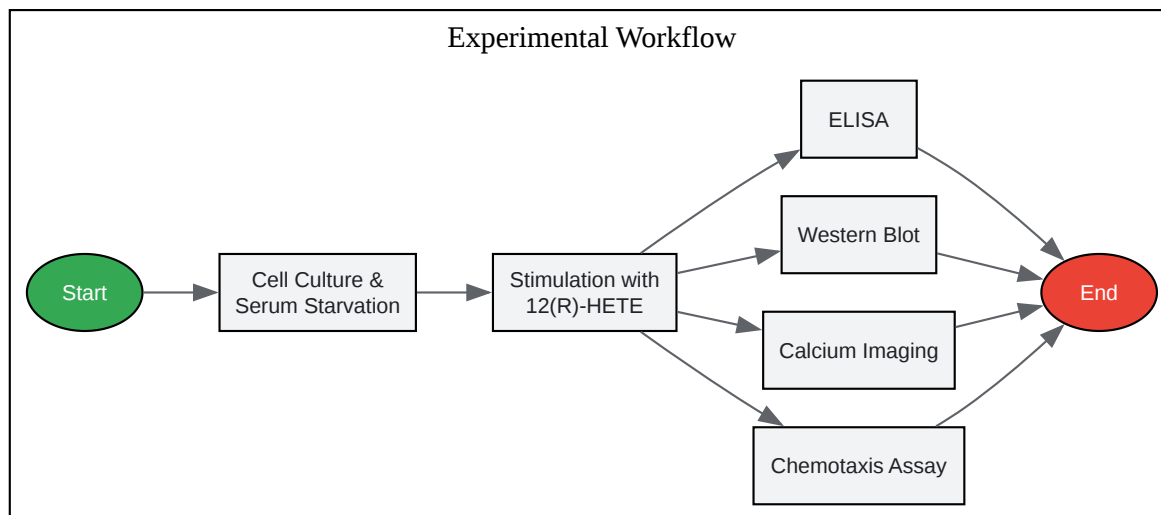 Experimental Workflow
Start
Cell Culture &
Serum Starvation
Stimulation with
12(R)-HETE
ELISA
Western Blot
Calcium Imaging
Chemotaxis Assay
End